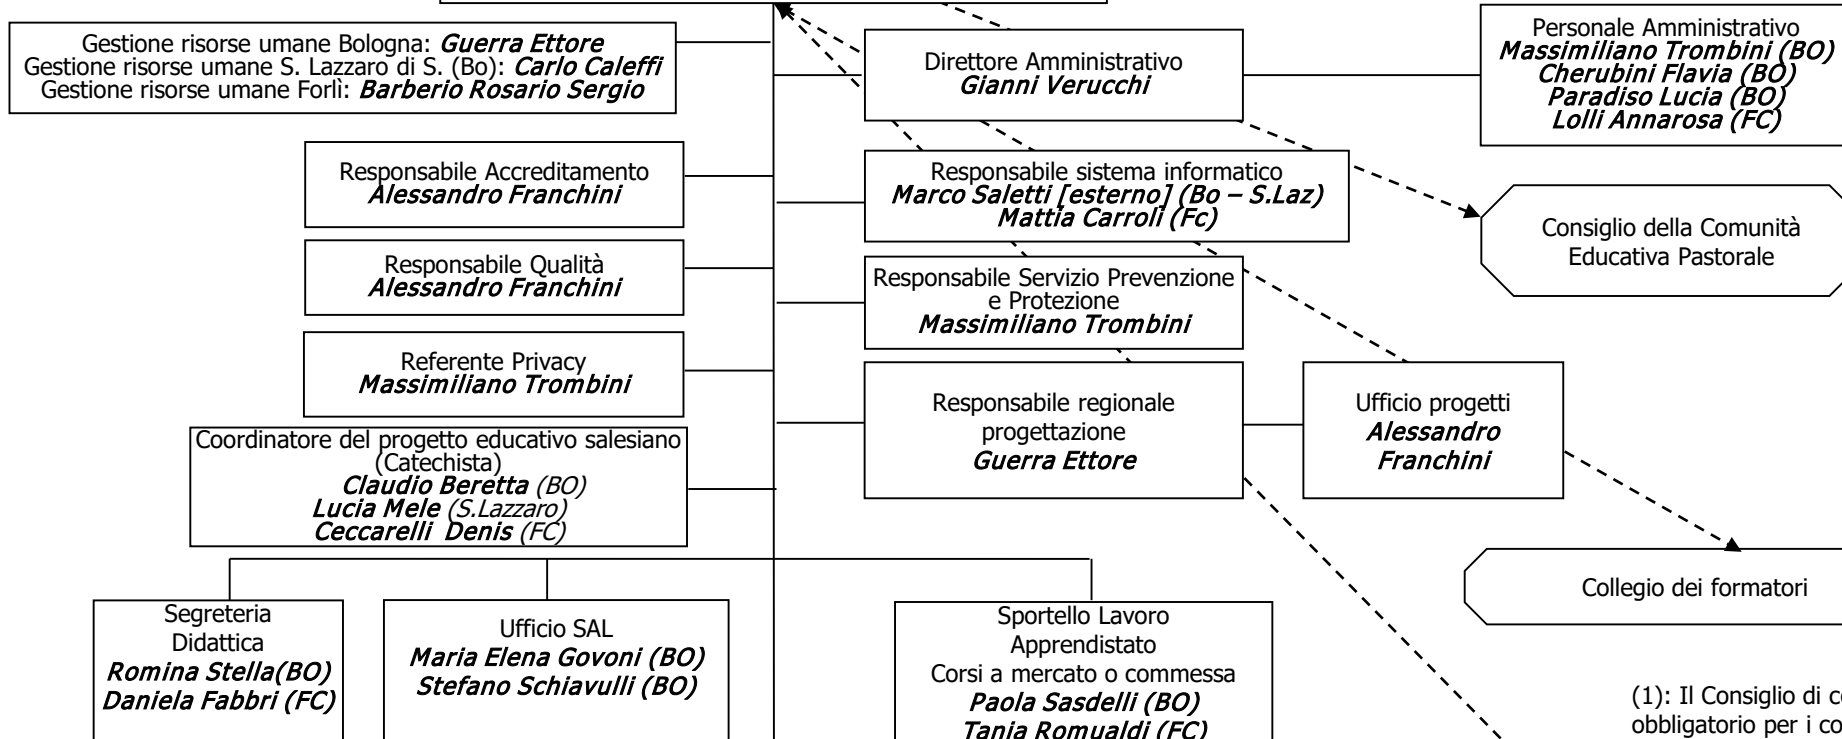 Gestione risorse umane Bologna: Guerra Ettore
Gestione risorse umane S. Lazzaro di S. (Bo): Carlo Caleffi
Gestione risorse umane Forlì: Barberio Rosario Sergio
Direttore Amministrativo
Gianni Verucchi
Personale Amministrativo
Massimiliano Trombini (BO)
Cherubini Flavia (BO)
Paradiso Lucia (BO)
Lolli Annarosa (FC)
Responsabile Accreditamento
Alessandro Franchini
Responsabile sistema informatico
Marco Saletti [esterno] (Bo – S.Laz)
Mattia Carroli (Fc)
Consiglio della Comunità
Educativa Pastorale
Responsabile Qualità
Alessandro Franchini
Responsabile Servizio Prevenzione
e Protezione
Massimiliano Trombini
Referente Privacy
Massimiliano Trombini
Responsabile regionale
progettazione
Guerra Ettore
Ufficio progetti
Alessandro
Franchini
Coordinatore del progetto educativo salesiano
(Catechista)
Claudio Beretta (BO)
Lucia Mele (S.Lazzaro)
Ceccarelli Denis (FC)
Collegio dei formatori
Segreteria
Didattica
Romina Stella(BO)
Daniela Fabbri (FC)
Ufficio SAL
Maria Elena Govoni (BO)
Stefano Schiavulli (BO)
Sportello Lavoro
Apprendistato
Corsi a mercato o commessa
Paola Sasdelli (BO)
Tania Romualdi (FC)
(1): Il Consiglio di
obbligatorio per i